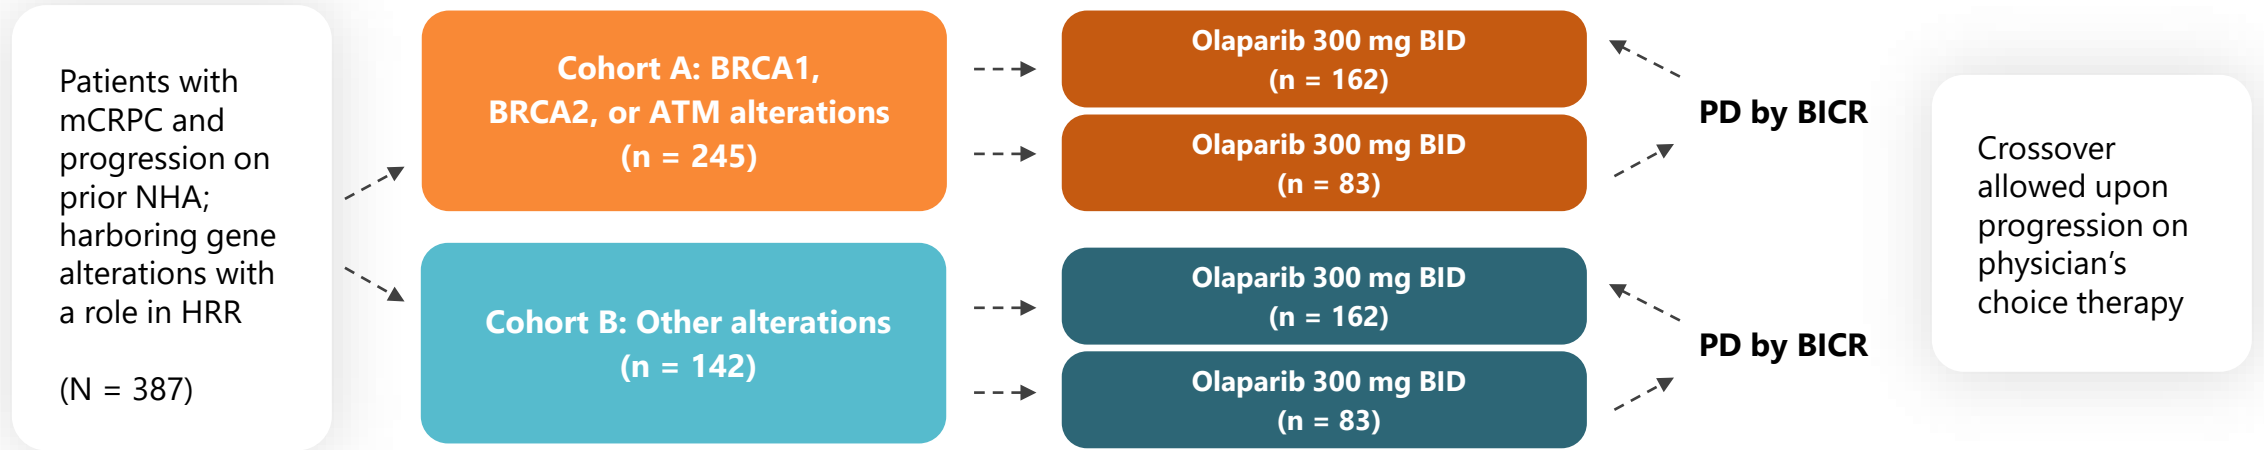 Patients with
mCRPC and
progression on
prior NHA;
harboring gene
alterations with
a role in HRR
(N = 387)
Cohort A: BRCA1,
BRCA2, or ATM alterations
(n = 245)
Cohort B: Other alterations
(n = 142)
Olaparib 300 mg BID
(n = 162)
Olaparib 300 mg BID
(n = 83)
Olaparib 300 mg BID
(n = 162)
Olaparib 300 mg BID
(n = 83)
PD by BICR
PD by BICR
Crossover
allowed upon
progression on
physician’s
choice therapy